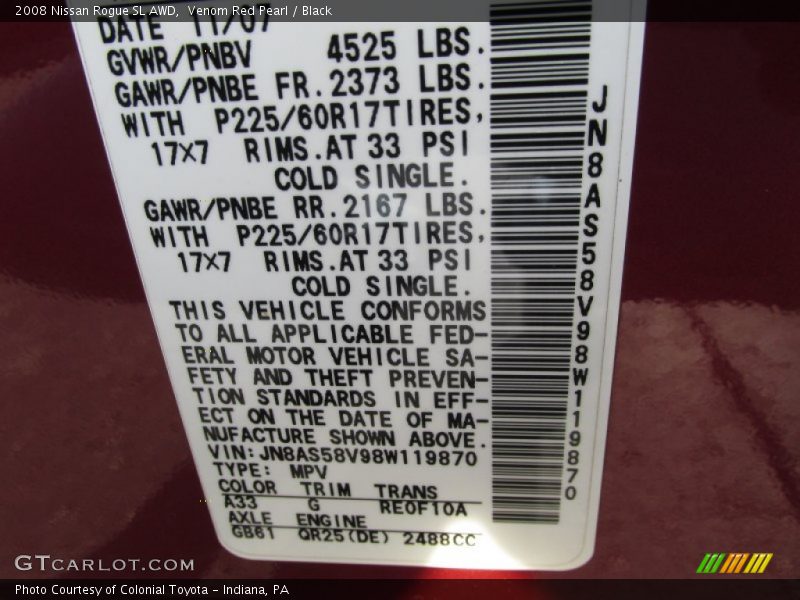 2008 Nissan Rogue SL AWD,  Venom Red Pearl / Black
DATE 11/07
GVWR/PNBV 4525 LBS.
GAWR/PNBE FR. 2373 LBS.
WITH P225/60R17TIRES,
17X7 RIMS.AT 33 PSI
COLD SINGLE.
GAWR/PNBE RR. 2167 LBS.
WITH P225/60R17TIRES,
17X7 RIMS.AT 33 PSI
COLD SINGLE.
THIS VEHICLE CONFORMS
TO ALL APPLICABLE FED-
ERAL MOTOR VEHICLE SA-
FETY AND THEFT PREVEN-
TION STANDARDS IN EFF-
ECT ON THE DATE OF MA-
NUFACTURE SHOWN ABOVE.
VIN:JN8AS58V98W119870
TYPE: MPV
COLOR TRIM TRANS
A33 G RE0F10A
AXLE ENGINE
GB61 QR25(DE) 2488CC
JN8AS58V98W119870
GTCARLOT.COM
Photo Courtesy of Colonial Toyota - Indiana, PA